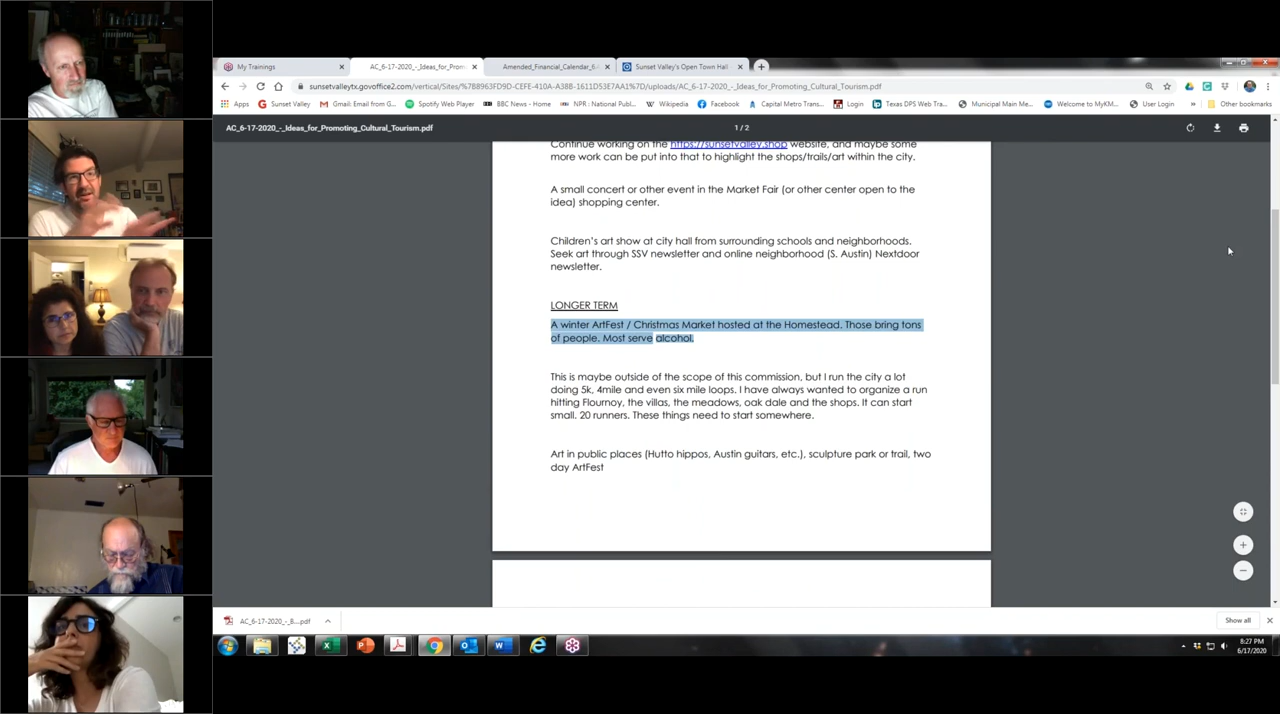 My Trainings
AC_6-17-2020_-_Ideas_for_Prom
Amended_Financial_Calendar_6.
Sunset Valley's Open Town Hall
sunsetvalleytx.govoffice2.com/vertical/Sites/%7B8963FD9D-CEFE-410A-A38B-1611D53E7AA1%7D/uploads/AC_6-17-2020_-_Ideas_for_Promoting_Cultural_Tourism.pdf
Apps
Sunset Valley
Gmail: Email from G...
Spotify Web Player
BBC News - Home
NPR : National Publ...
Wikipedia
Facebook
Capital Metro Trans...
Login
Texas DPS Web Tra...
Municipal Main Me...
Welcome to MyKM...
User Login
»
Other bookmarks
AC_6-17-2020_-_Ideas_for_Promoting_Cultural_Tourism.pdf
1 / 2
Continue working on the https://sunsetvalley.shop website, and maybe some
more work can be put into that to highlight the shops/trails/art within the city.
A small concert or other event in the Market Fair (or other center open to the
idea) shopping center.
Children's art show at city hall from surrounding schools and neighborhoods.
Seek art through SSV newsletter and online neighborhood (S. Austin) Nextdoor
newsletter.
LONGER TERM
A winter ArtFest / Christmas Market hosted at the Homestead. Those bring tons
of people. Most serve alcohol.
This is maybe outside of the scope of this commission, but I run the city a lot
doing 5k, 4mile and even six mile loops. I have always wanted to organize a run
hitting Flournoy, the villas, the meadows, oak dale and the shops. It can start
small. 20 runners. These things need to start somewhere.
Art in public places (Hutto hippos, Austin guitars, etc.), sculpture park or trail, two
day ArtFest
AC_6-17-2020_-_B....pdf
Show all
8:27 PM
6/17/2020